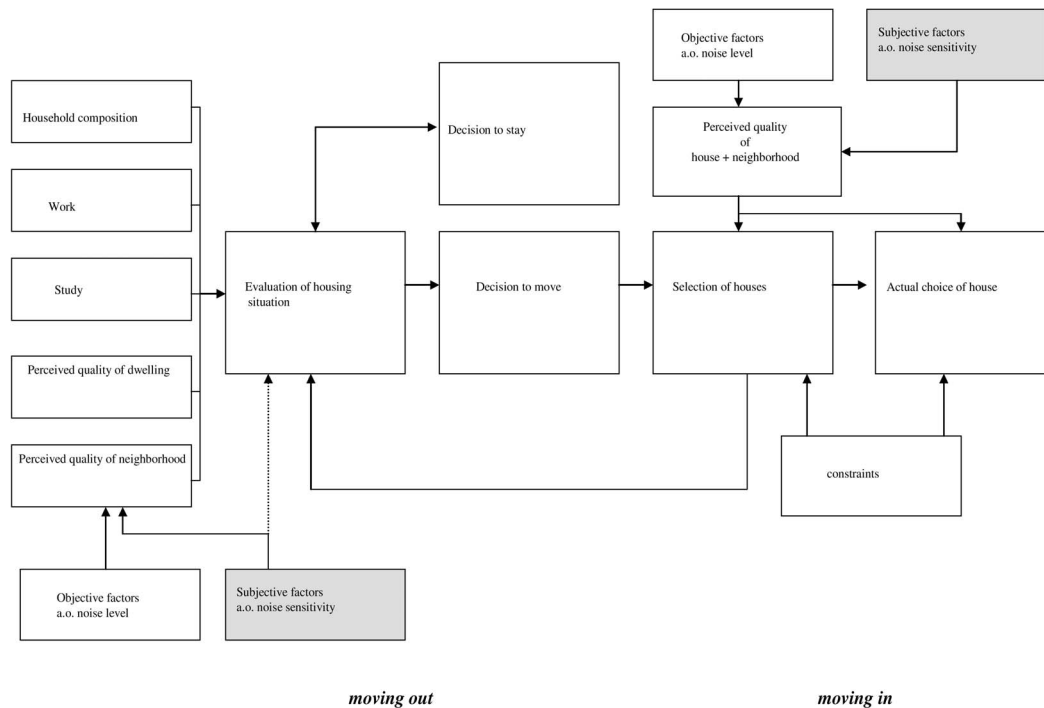 Objective factors
a.o. noise level
Subjective factors
a.o. noise sensitivity
Household composition
Decision to stay
Perceived quality
of
house + neighborhood
Work
Study
Evaluation of housing
situation
Decision to move
Selection of houses
Actual choice of house
Perceived quality of dwelling
Perceived quality of neighborhood
constraints
Objective factors
a.o. noise level
Subjective factors
a.o. noise sensitivity
moving out
moving in